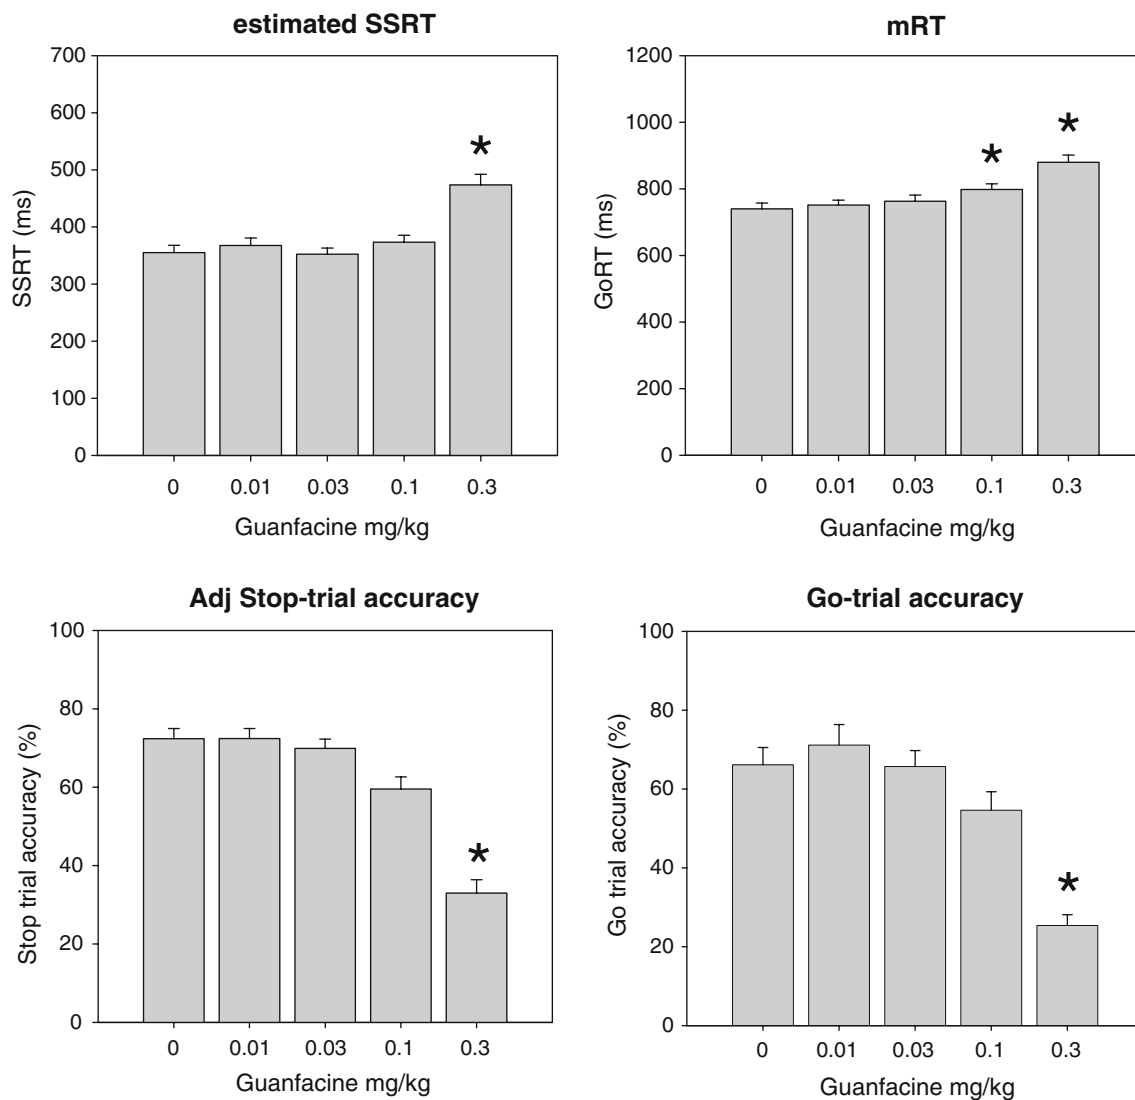 estimated SSRT
700
600
500
400
300
200
100
0
SSRT (ms)
*
0 0.01 0.03 0.1 0.3
Guanfacine mg/kg
mRT
1200
1000
800
600
400
200
0
GoRT (ms)
* *
0 0.01 0.03 0.1 0.3
Guanfacine mg/kg
Adj Stop-trial accuracy
100
80
60
40
20
0
Stop trial accuracy (%)
*
0 0.01 0.03 0.1 0.3
Guanfacine mg/kg
Go-trial accuracy
100
80
60
40
20
0
Go trial accuracy (%)
*
0 0.01 0.03 0.1 0.3
Guanfacine mg/kg